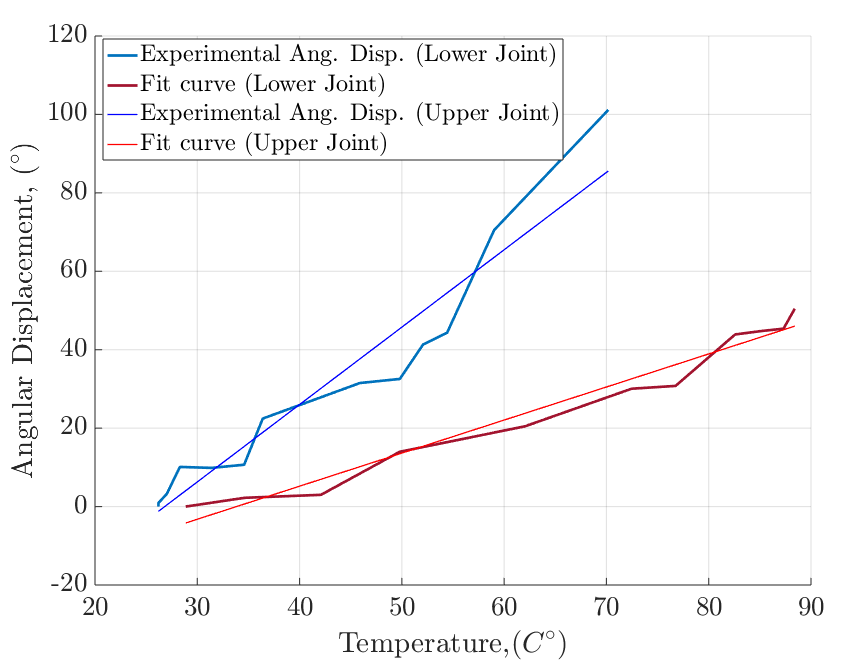 120
100
80
60
40
20
0
-20
Angular Displacement, (°)
Experimental Ang. Disp. (Lower Joint)
Fit curve (Lower Joint)
Experimental Ang. Disp. (Upper Joint)
Fit curve (Upper Joint)
20 30 40 50 60 70 80 90
Temperature,(C°)